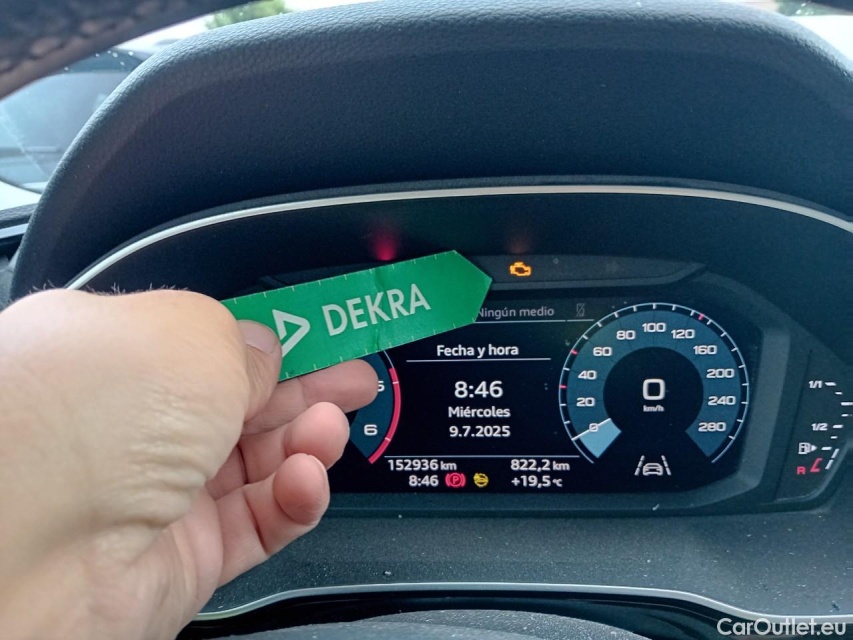 DEKRA
Ningún medio
Fecha y hora
8:46
Miércoles
9.7.2025
152936 km
822,2 km
8:46
+19,5 °C
6
0
20
40
60
80
100
120
160
200
240
280
0
km/h
1/1
1/2
R
CarOutlet.eu